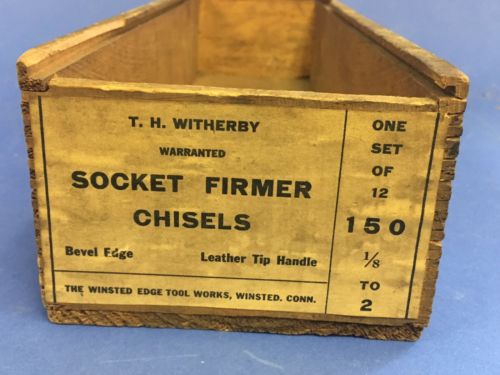 T. H. WITHERBY
WARRANTED
SOCKET FIRMER
CHISELS
Bevel Edge Leather Tip Handle
THE WINSTED EDGE TOOL WORKS, WINSTED. CONN.
ONE
SET
OF
12
150
1/8
TO
2